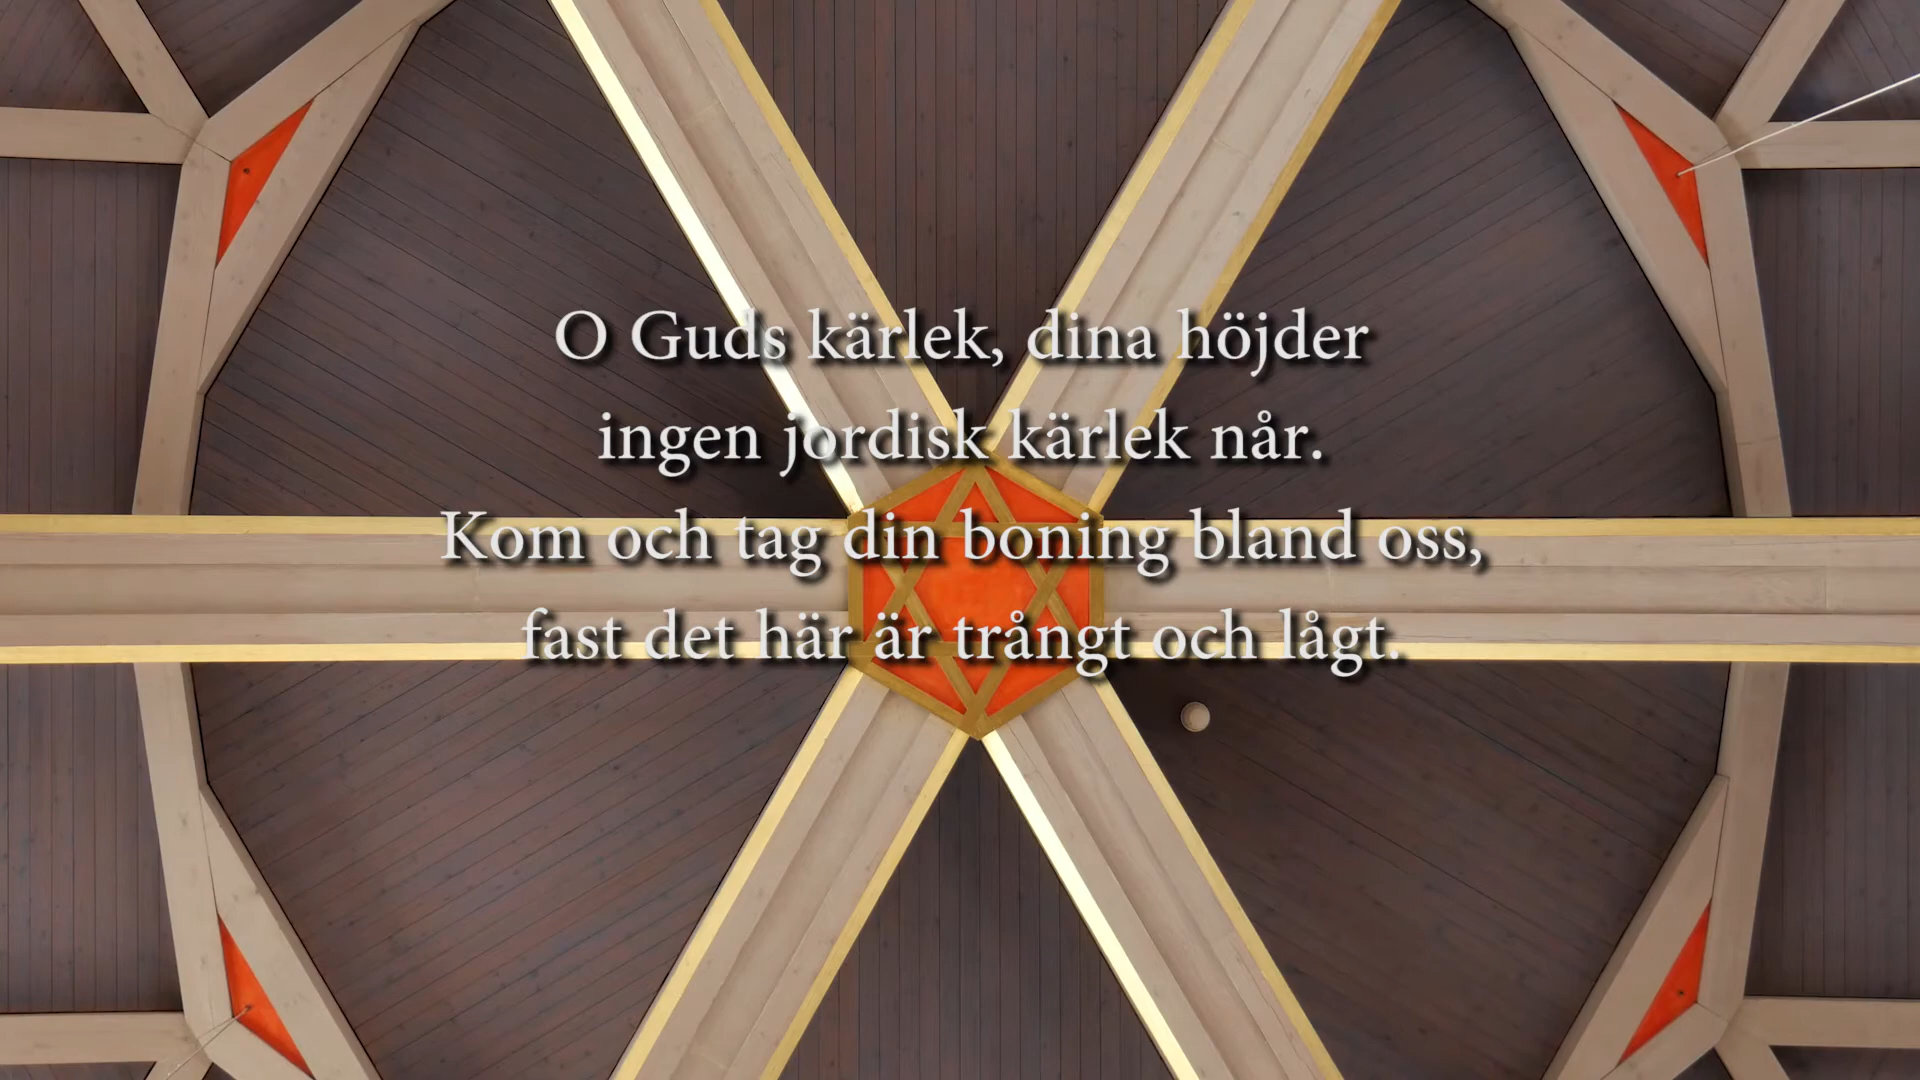 O Guds kärlek, dina höjder
ingen jordisk kärlek når.
Kom och tag din boning bland oss,
fast det här är trångt och lågt.